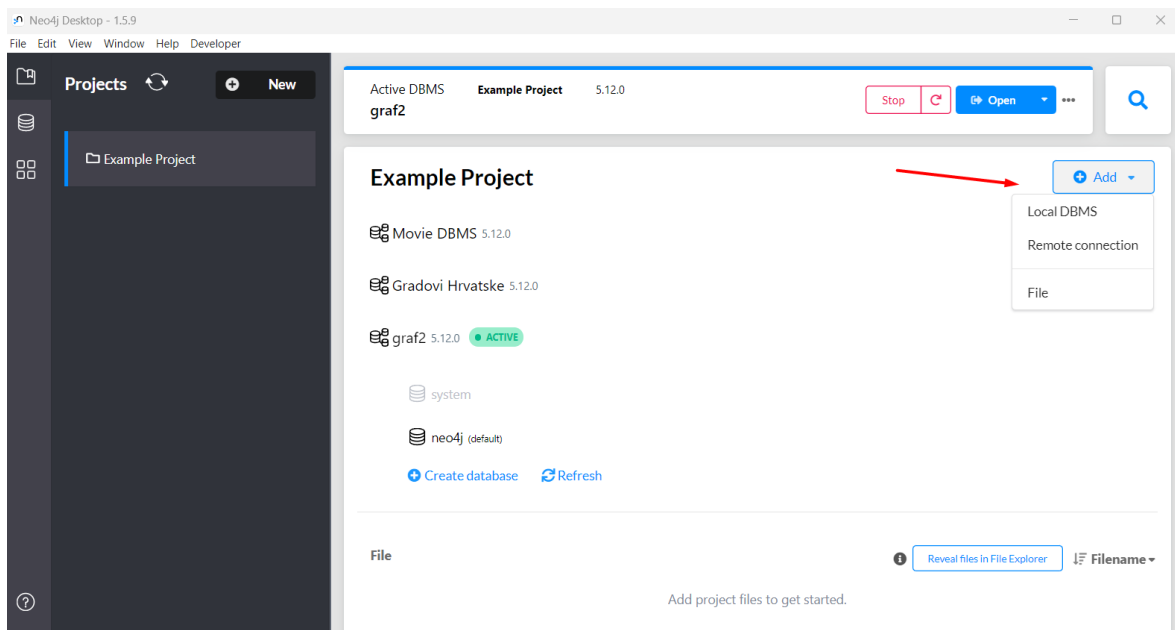 Neo4j Desktop - 1.5.9
File Edit View Window Help Developer
Projects
New
Example Project
Active DBMS Example Project 5.12.0
graf2
Stop
Open
Example Project
Add
Local DBMS
Remote connection
File
Movie DBMS 5.12.0
Gradovi Hrvatske 5.12.0
graf2 5.12.0 ACTIVE
system
neo4j (default)
Create database Refresh
File
Reveal files in File Explorer
Filename
Add project files to get started.